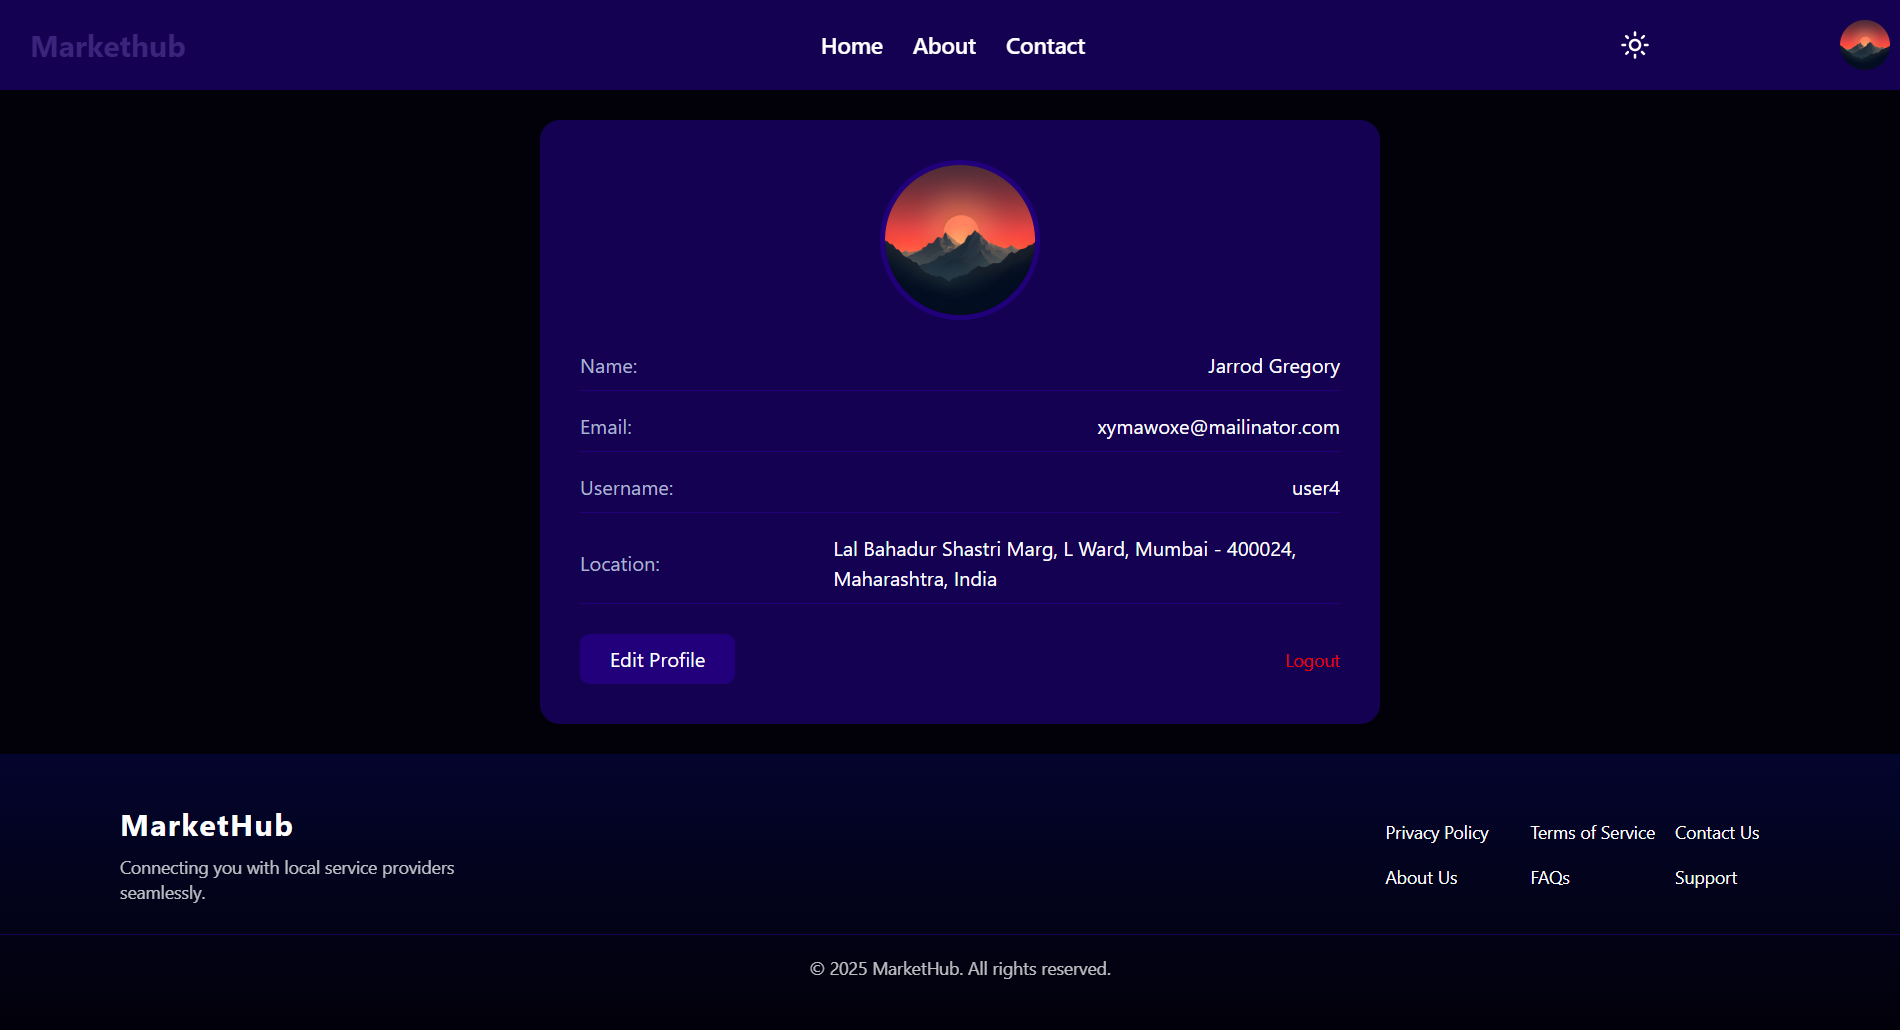 Markethub
Home About Contact
Name: Jarrod Gregory
Email: xymawoxe@mailinator.com
Username: user4
Location: Lal Bahadur Shastri Marg, L Ward, Mumbai - 400024,
Maharashtra, India
Edit Profile Logout
MarketHub
Connecting you with local service providers
seamlessly.
Privacy Policy Terms of Service Contact Us
About Us FAQs Support
© 2025 MarketHub. All rights reserved.